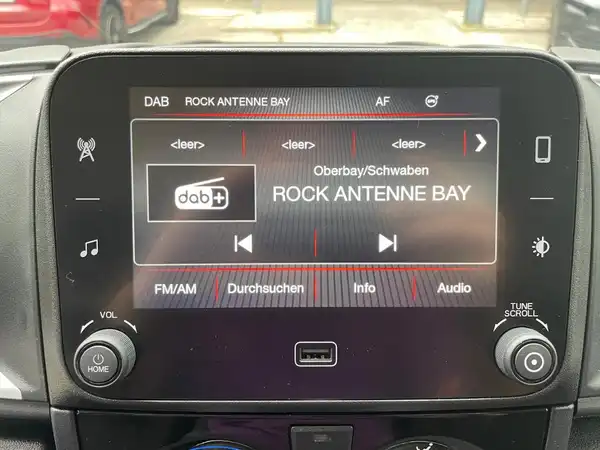 DAB ROCK ANTENNE BAY AF
<leer> <leer> <leer>
Oberbay/Schwaben
dab+
ROCK ANTENNE BAY
FM/AM Durchsuchen Info Audio
VOL
TUNE
SCROLL
HOME